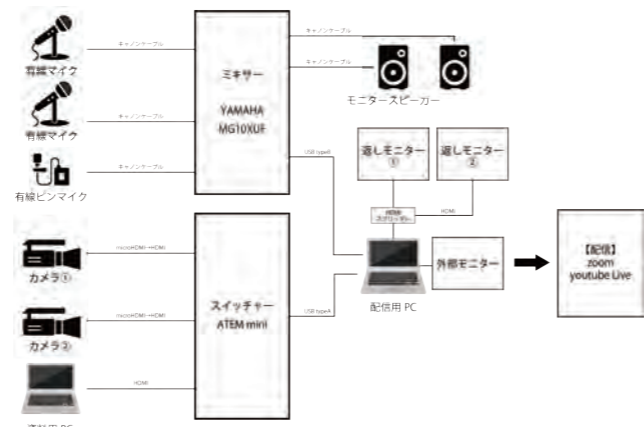 有線マイク
キャノンケーブル
有線マイク
キャノンケーブル
有線ピンマイク
キャノンケーブル
ミキサー
YAMAHA
MG10XUF
キャノンケーブル
キャノンケーブル
モニタースピーカー
USB typeB
返しモニター
①
返しモニター
②
HDMI
カメラ①
microHDMI→HDMI
カメラ②
microHDMI→HDMI
HDMI
スイッチャー
ATEM mini
USB typeA
配信用 PC
外部モニター
【配信】
zoom
youtube Live